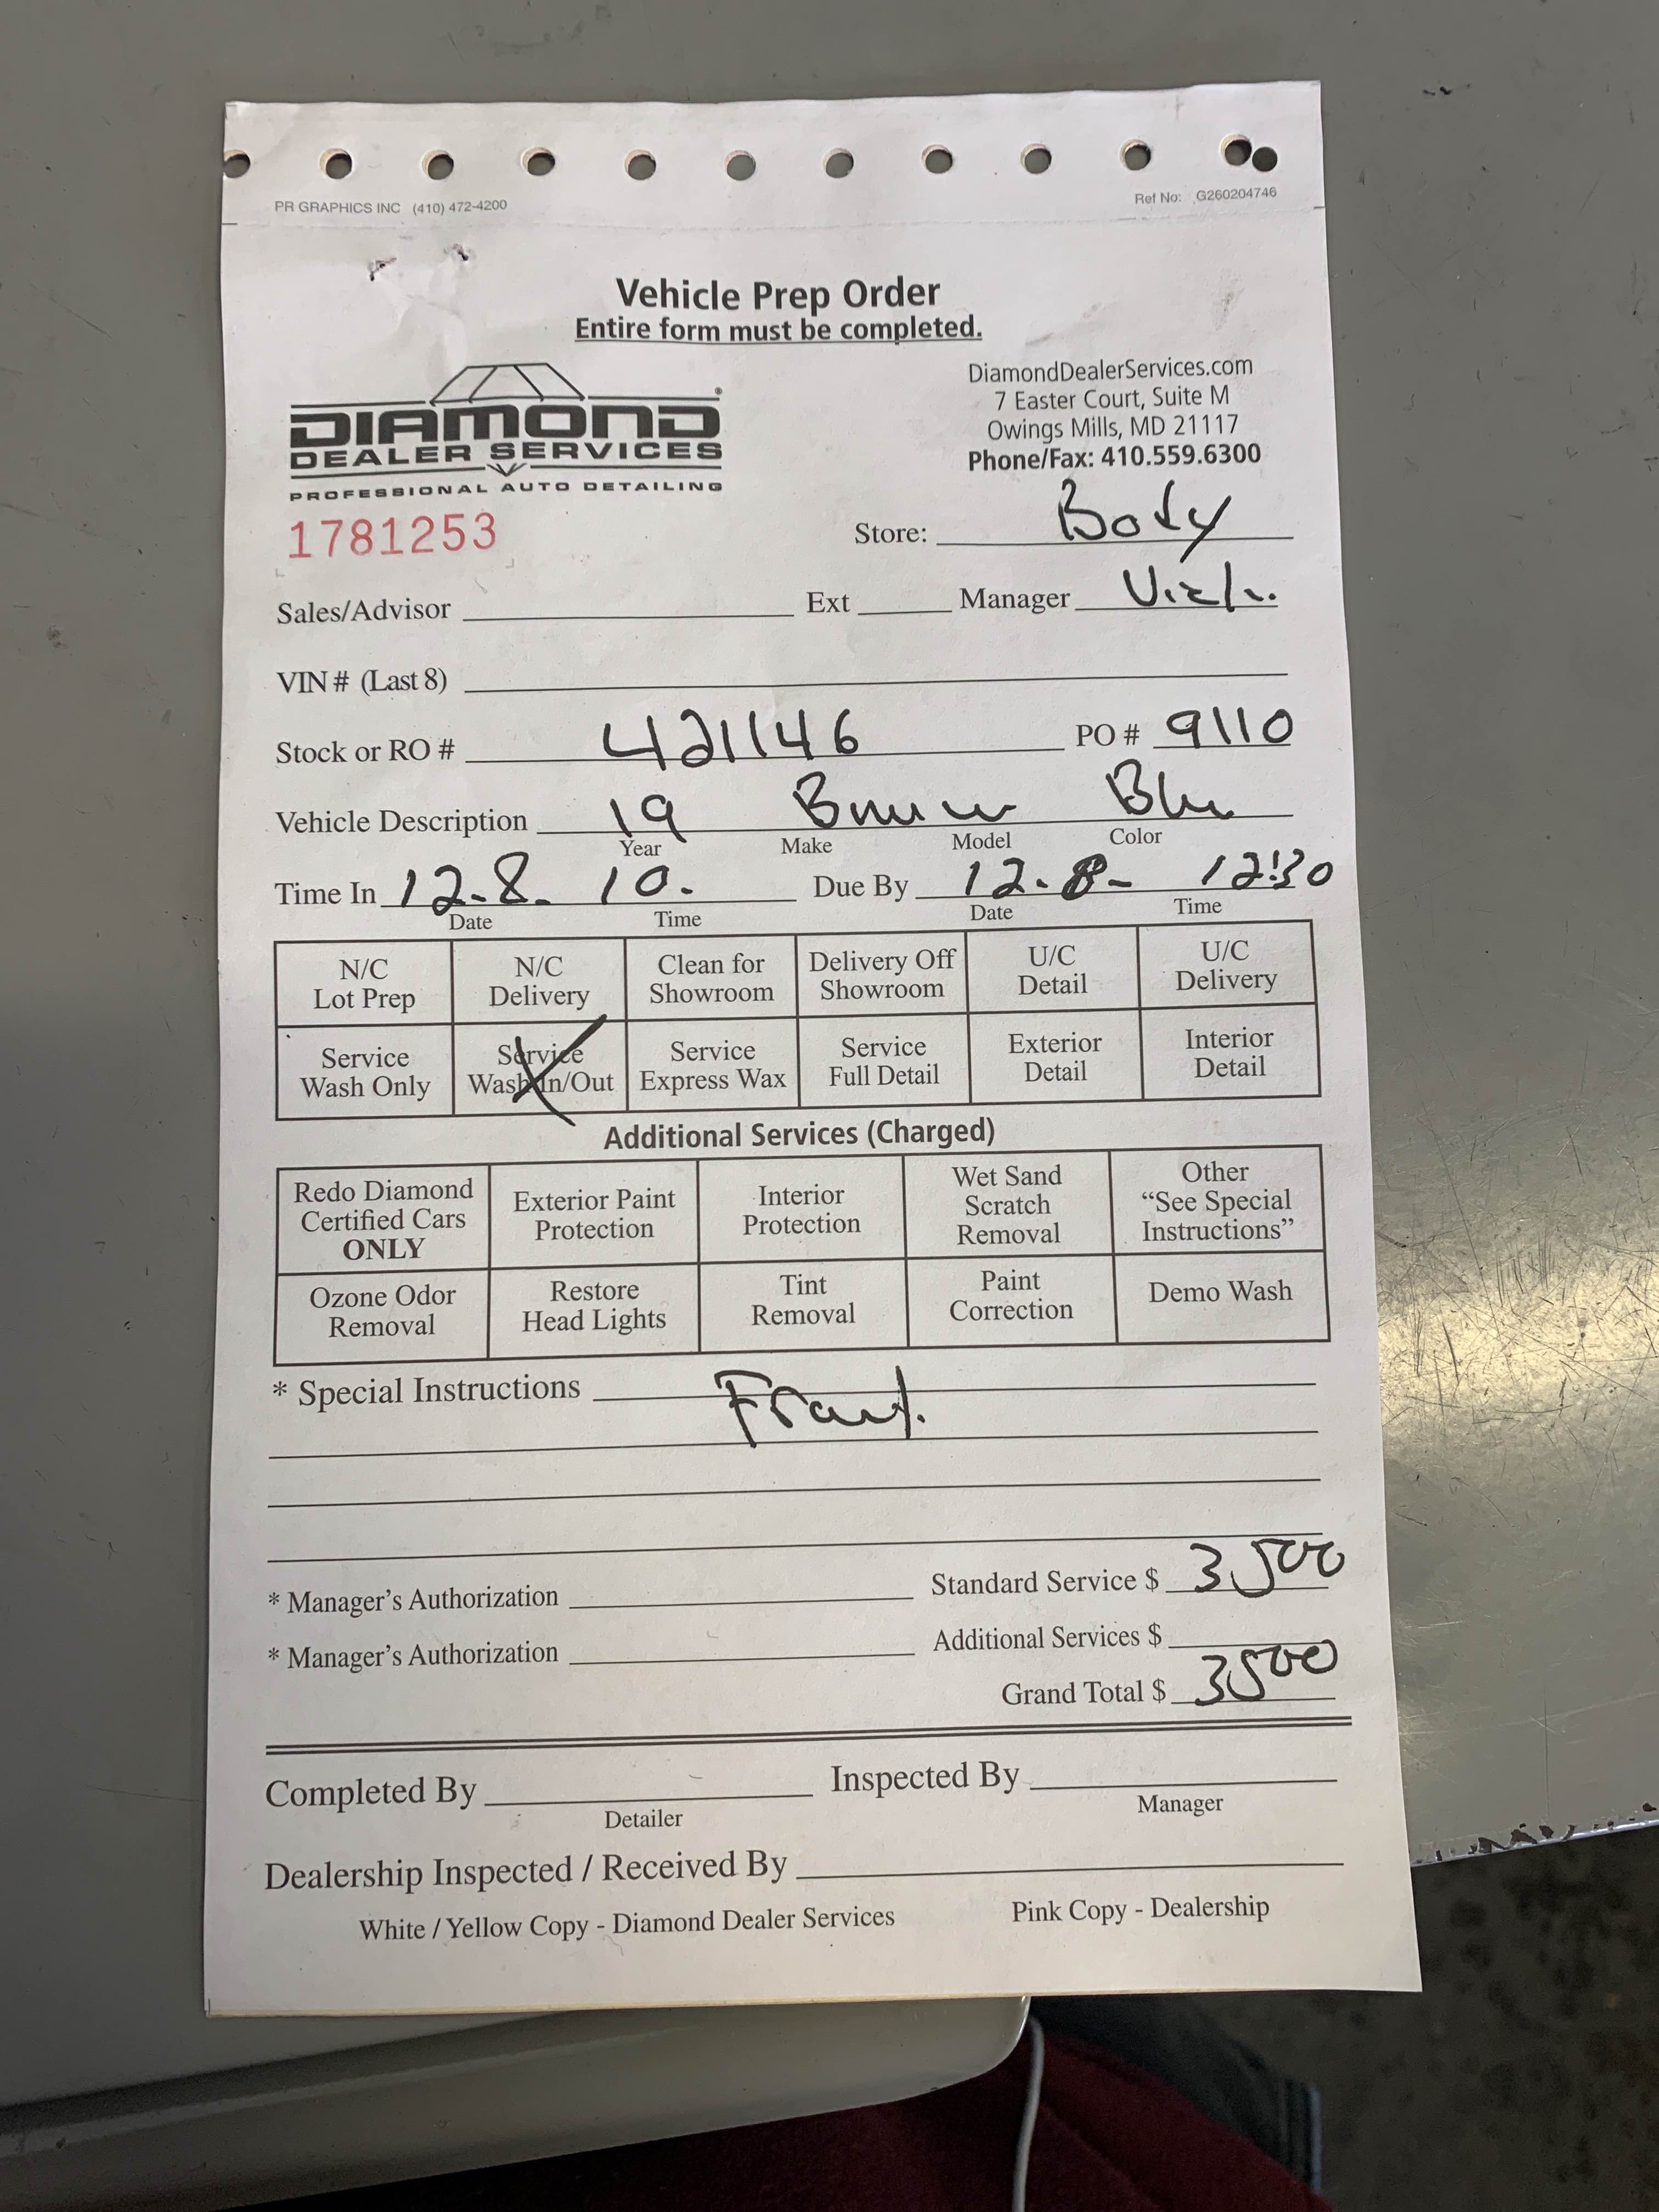 PR GRAPHICS INC (410) 472-4200 Ref No: G260204746
Vehicle Prep Order
Entire form must be completed.
DIAMOND
DEALER SERVICES
PROFESSIONAL AUTO DETAILING
DiamondDealerServices.com
7 Easter Court, Suite M
Owings Mills, MD 21117
Phone/Fax: 410.559.6300
1781253
Store: Body
Sales/Advisor Ext Manager
VIN # (Last 8)
Stock or RO # 421146 PO # 9110
Vehicle Description 19 Bmw Blu
Year Make Model Color
Time In 12-8- 10. Due By 12-8- 12:30
Date Time Date Time
N/C Lot Prep
N/C Delivery
Clean for Showroom
Delivery Off Showroom
U/C Detail
U/C Delivery
Service Wash Only
Service Wash In/Out
Service Express Wax
Service Full Detail
Exterior Detail
Interior Detail
Additional Services (Charged)
Redo Diamond Certified Cars ONLY
Exterior Paint Protection
Interior Protection
Wet Sand Scratch Removal
Other "See Special Instructions"
Ozone Odor Removal
Restore Head Lights
Tint Removal
Paint Correction
Demo Wash
* Special Instructions
* Manager's Authorization Standard Service $ 3500
* Manager's Authorization Additional Services $
Grand Total $ 3500
Completed By Inspected By
Detailer Manager
Dealership Inspected / Received By
White / Yellow Copy - Diamond Dealer Services Pink Copy - Dealership